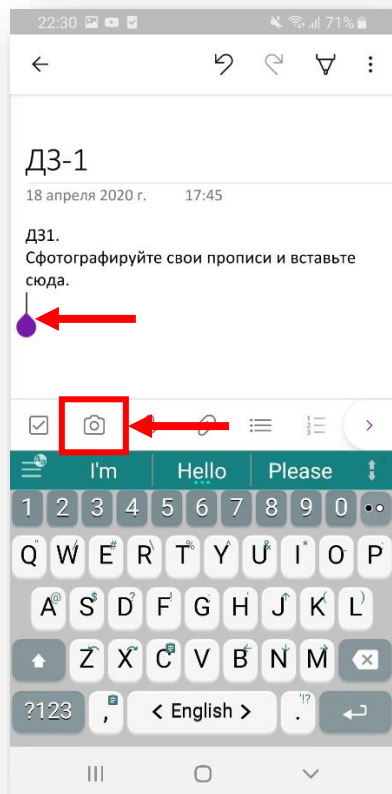 22:30 71%
ДЗ-1
18 апреля 2020 г. 17:45
ДЗ1.
Сфотографируйте свои прописи и вставьте
сюда.
I'm Hello Please
1 2 3 4 5 6 7 8 9 0
Q W E R T Y U I O P
A S D F G H J K L
Z X C V B N M
?123 , < English > .